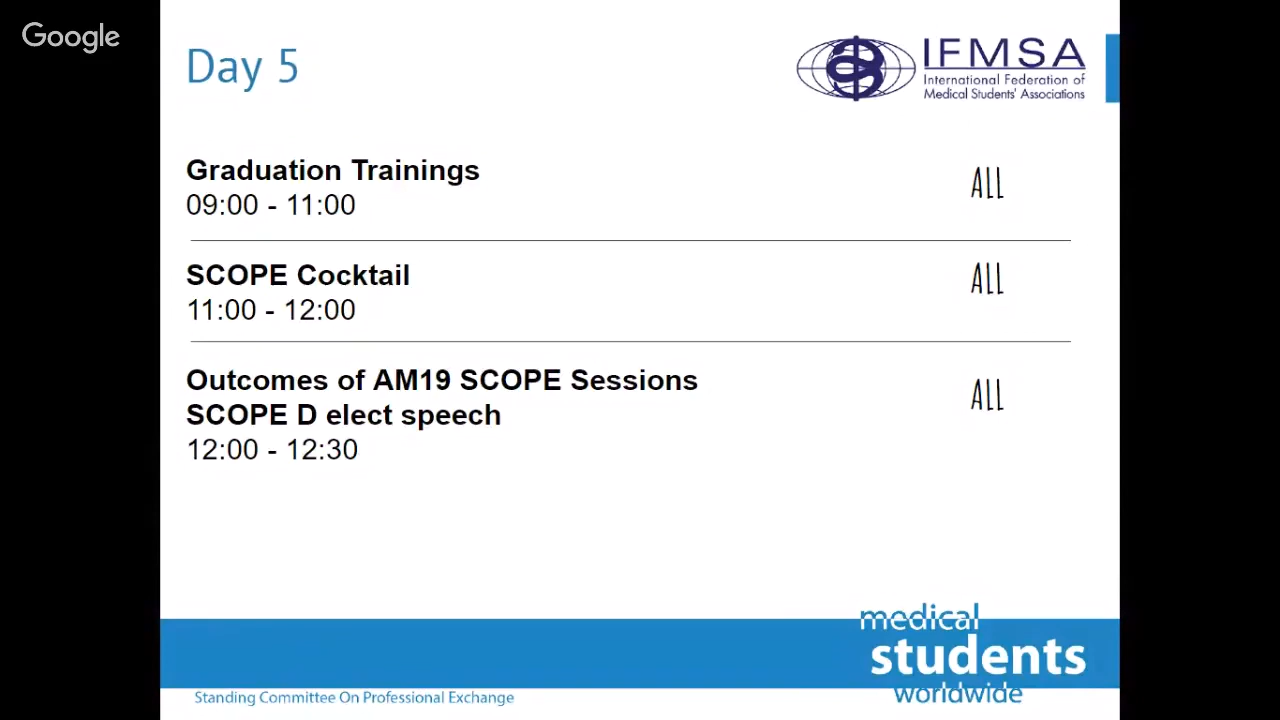 Google
Day 5
IFMSA
International Federation of
Medical Students' Associations
Graduation Trainings
09:00 - 11:00
ALL
SCOPE Cocktail
11:00 - 12:00
ALL
Outcomes of AM19 SCOPE Sessions
SCOPE D elect speech
12:00 - 12:30
ALL
medical
students
worldwide
Standing Committee On Professional Exchange